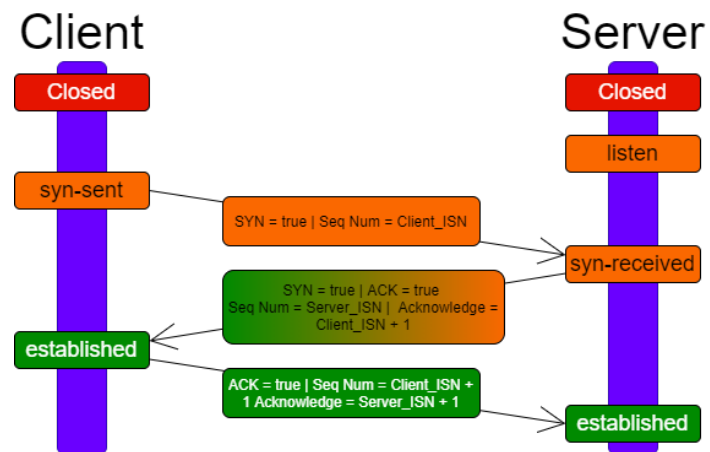 Client
Server
Closed
Closed
listen
syn-sent
SYN = true | Seq Num = Client_ISN
syn-received
SYN = true | ACK = true
Seq Num = Server_ISN | Acknowledge =
Client_ISN + 1
established
ACK = true | Seq Num = Client_ISN +
1 Acknowledge = Server_ISN + 1
established